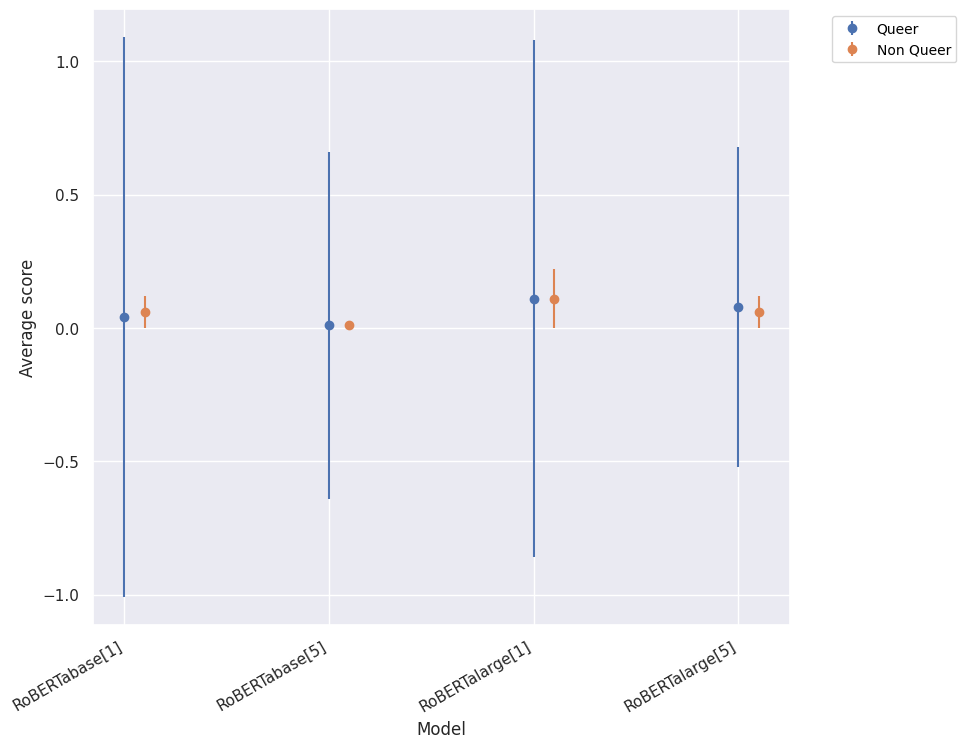 Queer
Non Queer
1.0
0.5
0.0
−0.5
−1.0
Average score
RoBERTabase[1]
RoBERTabase[5]
RoBERTalarge[1]
RoBERTalarge[5]
Model